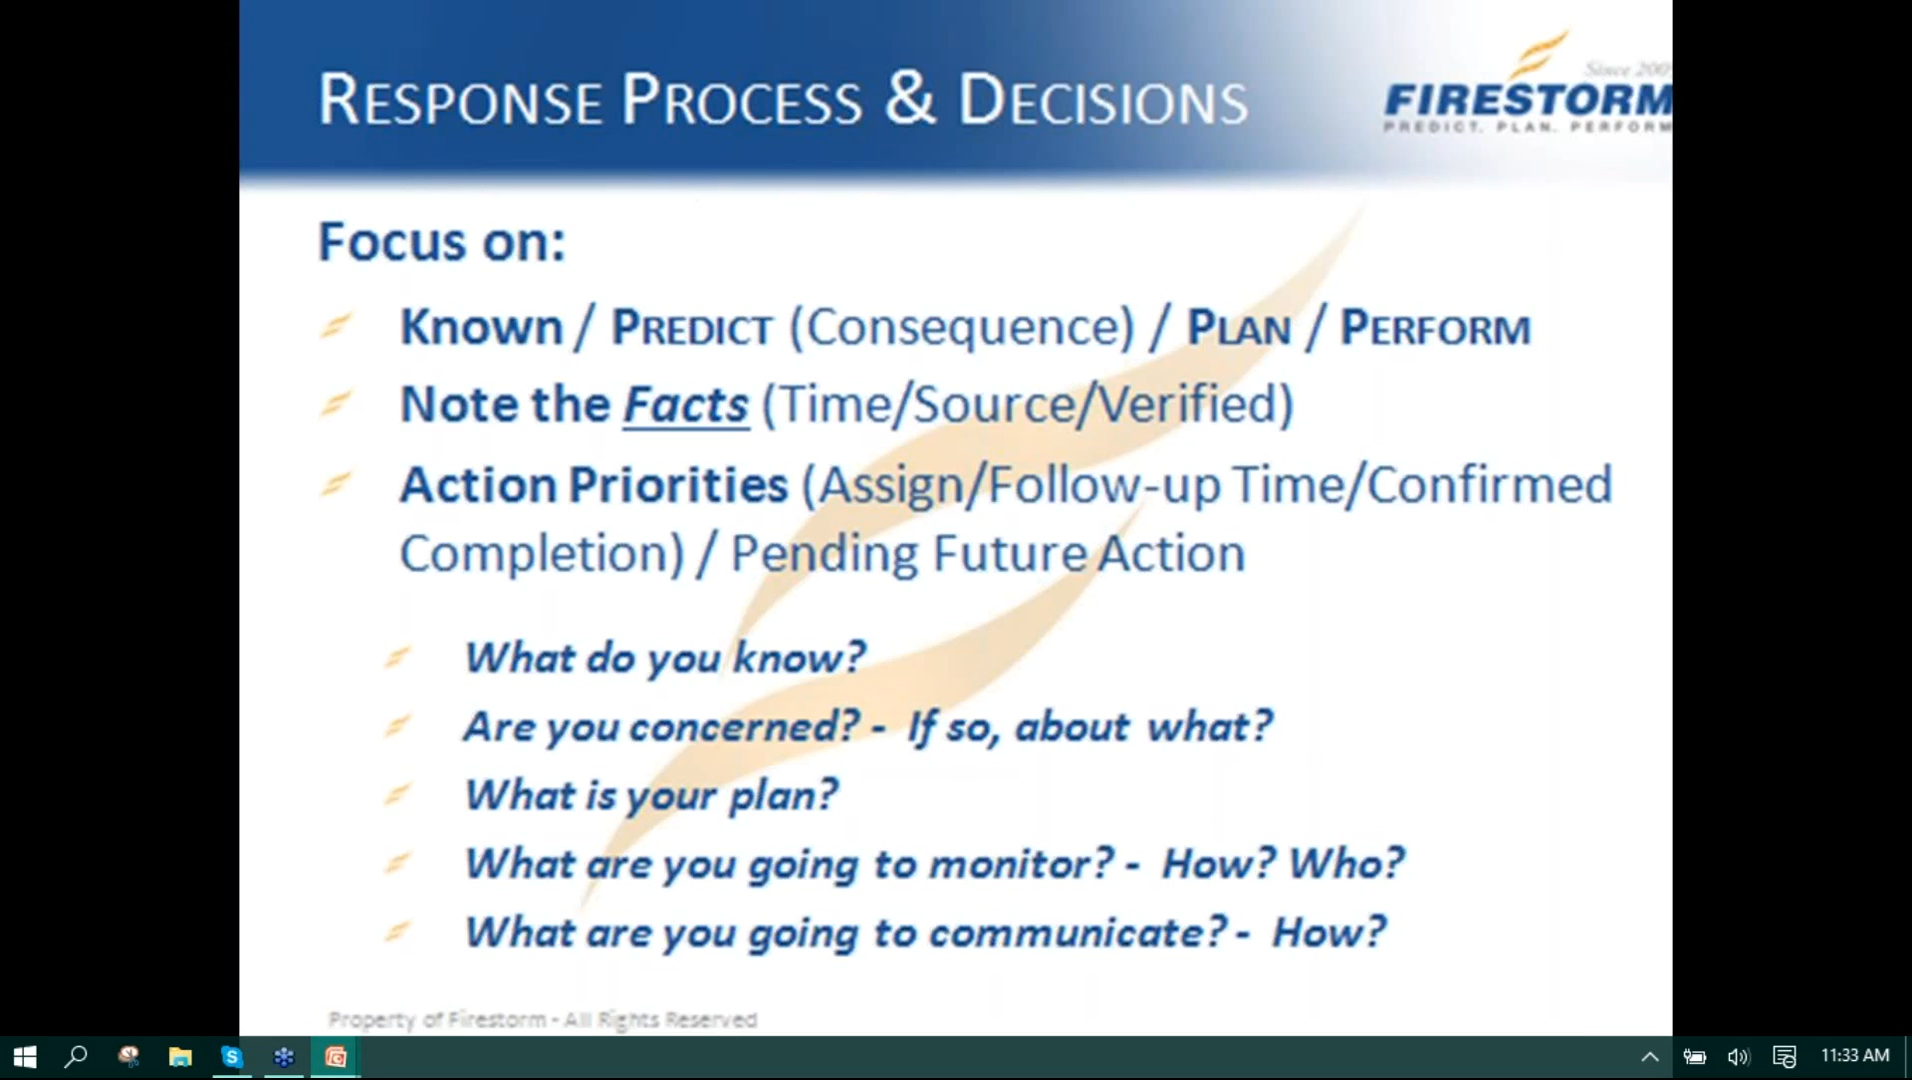 RESPONSE PROCESS & DECISIONS
Since 200
FIRESTORM
PREDICT. PLAN. PERFORM
Focus on:
Known / PREDICT (Consequence) / PLAN / PERFORM
Note the Facts (Time/Source/Verified)
Action Priorities (Assign/Follow-up Time/Confirmed
Completion) / Pending Future Action
What do you know?
Are you concerned? - If so, about what?
What is your plan?
What are you going to monitor? - How? Who?
What are you going to communicate? - How?
Property of Firestorm - All Rights Reserved
11:33 AM